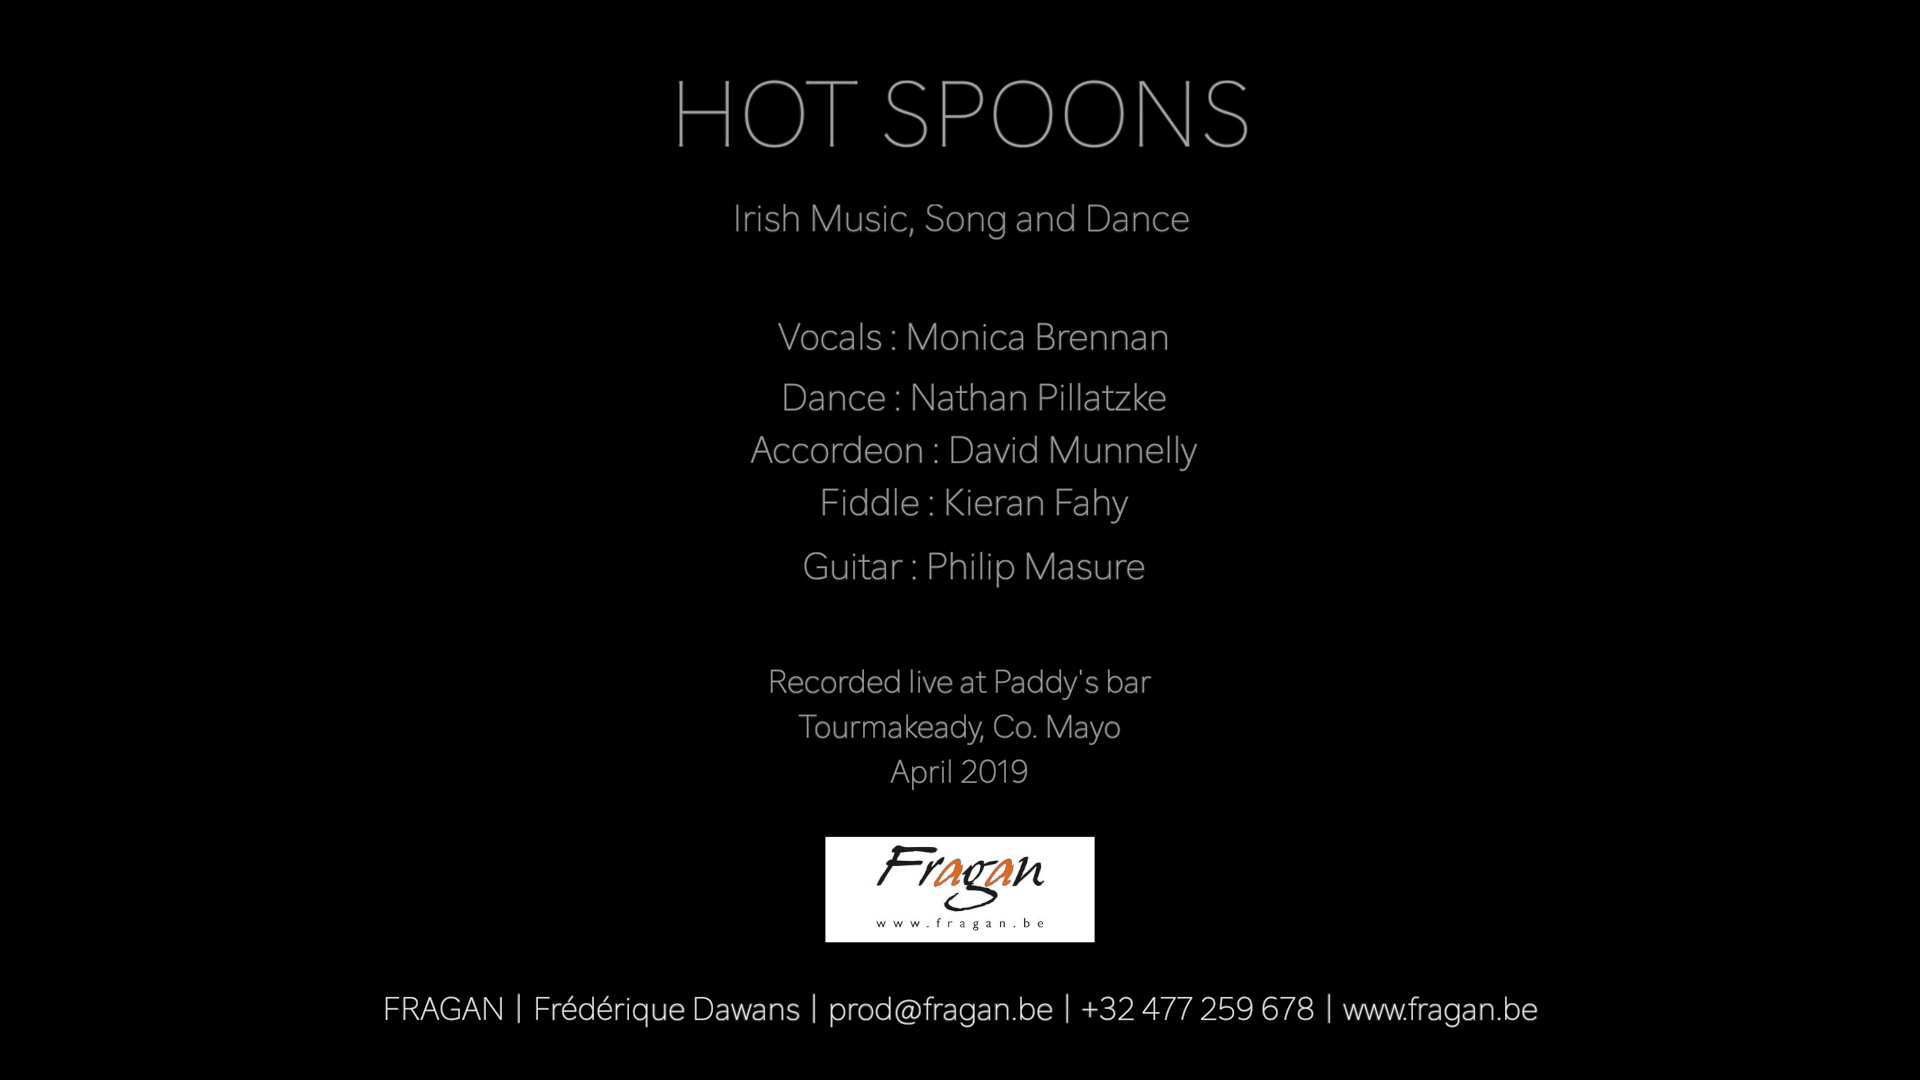 HOT SPOONS
Irish Music, Song and Dance
Vocals : Monica Brennan
Dance : Nathan Pillatzke
Accordeon : David Munnelly
Fiddle : Kieran Fahy
Guitar : Philip Masure
Recorded live at Paddy's bar
Tourmakeady, Co. Mayo
April 2019
Fragan
www.fragan.be
FRAGAN | Frédérique Dawans | prod@fragan.be | +32 477 259 678 | www.fragan.be